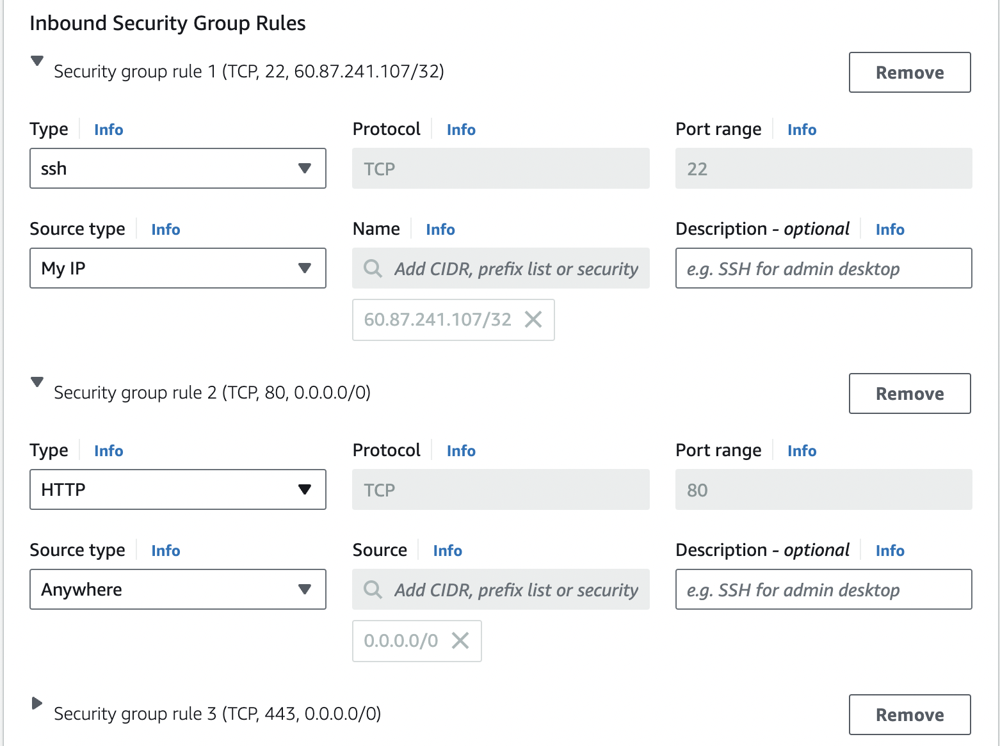 Inbound Security Group Rules
Security group rule 1 (TCP, 22, 60.87.241.107/32)
Remove
Type Info
Protocol Info
Port range Info
ssh
TCP
22
Source type Info
Name Info
Description - optional Info
My IP
Add CIDR, prefix list or security
e.g. SSH for admin desktop
60.87.241.107/32
Security group rule 2 (TCP, 80, 0.0.0.0/0)
Remove
Type Info
Protocol Info
Port range Info
HTTP
TCP
80
Source type Info
Source Info
Description - optional Info
Anywhere
Add CIDR, prefix list or security
e.g. SSH for admin desktop
0.0.0.0/0
Security group rule 3 (TCP, 443, 0.0.0.0/0)
Remove